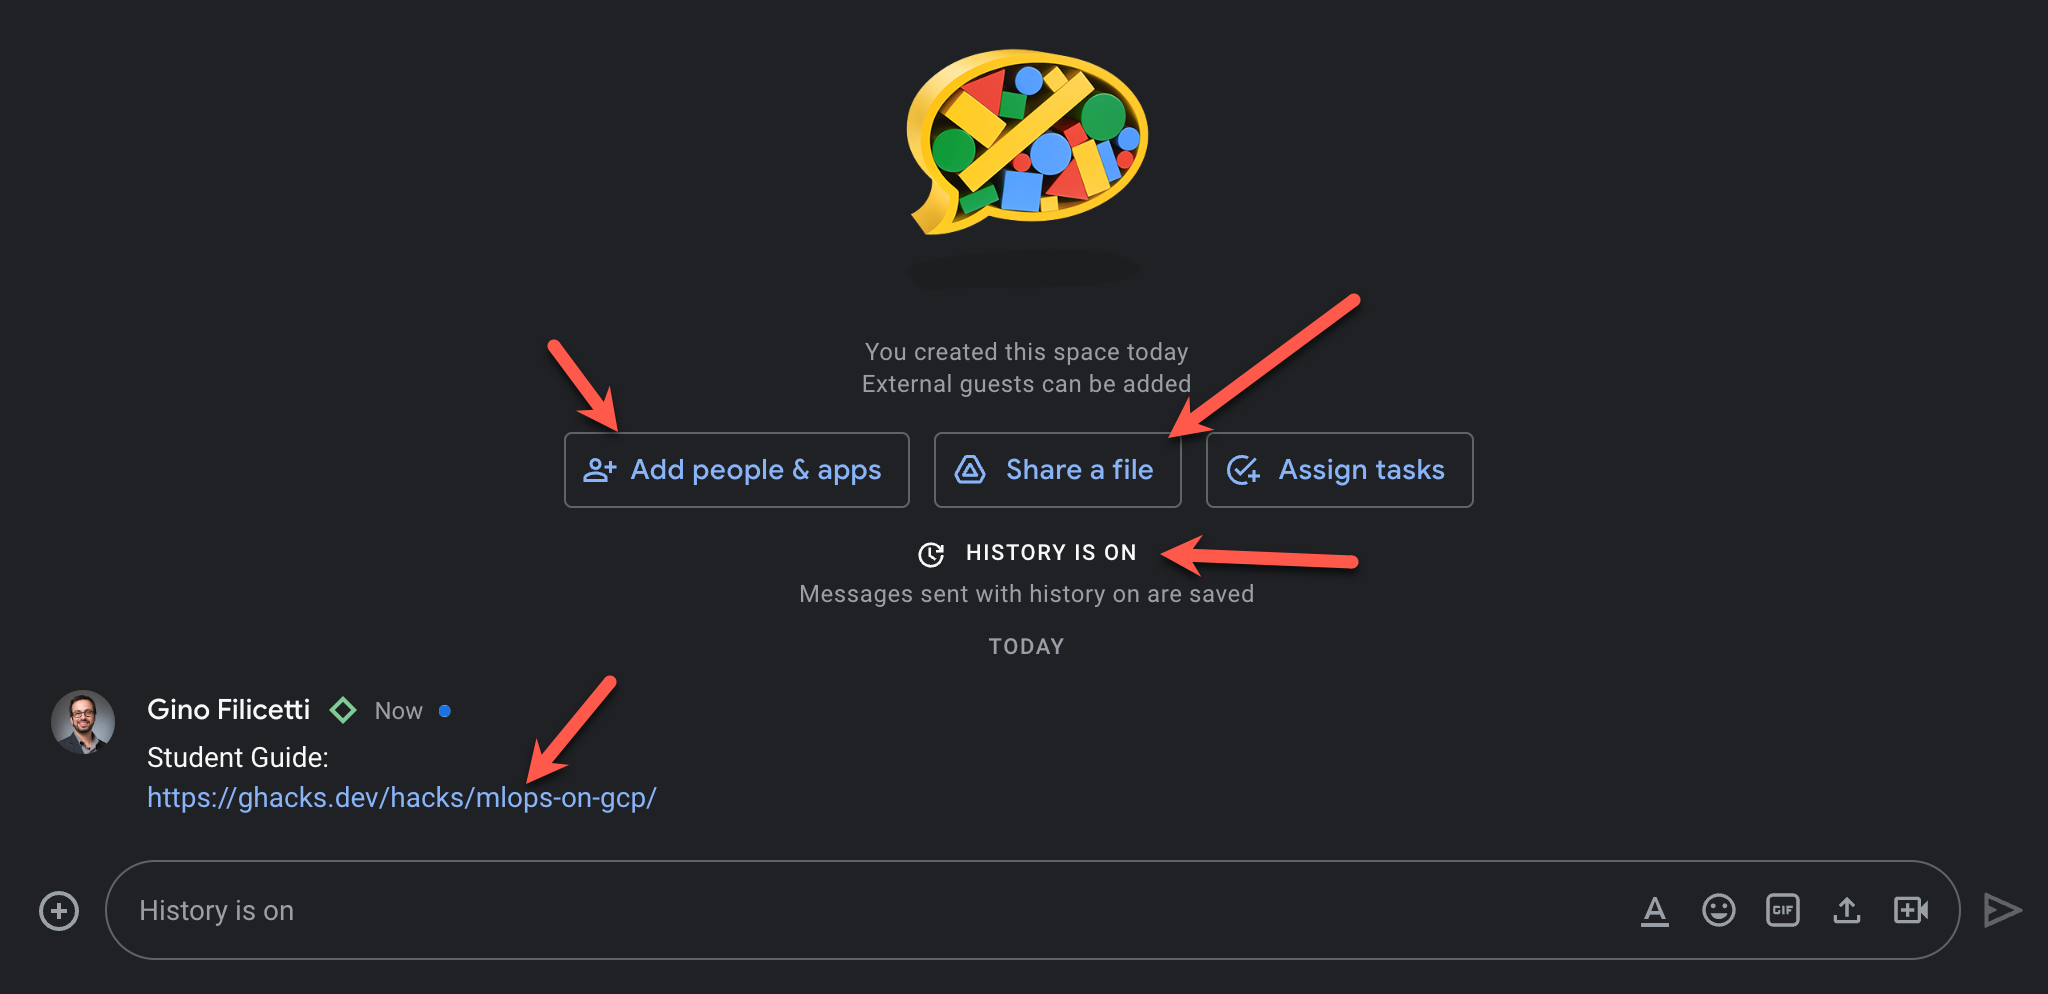 You created this space today
External guests can be added
Add people & apps
Share a file
Assign tasks
HISTORY IS ON
Messages sent with history on are saved
TODAY
Gino Filicetti Now
Student Guide:
https://ghacks.dev/hacks/mlops-on-gcp/
History is on
A
GIF